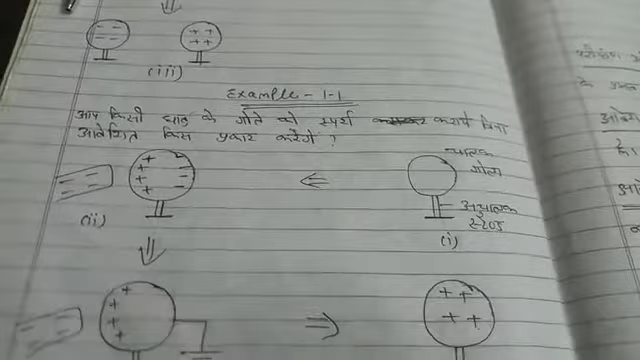 (iii)
Example - 1.1
आप किसी धातु के गोले को स्पर्श कराये बिना
आवेशित किस प्रकार करेंगे ?
चालक
गोला
अचालक
स्टैण्ड
(ii)
(i)
के